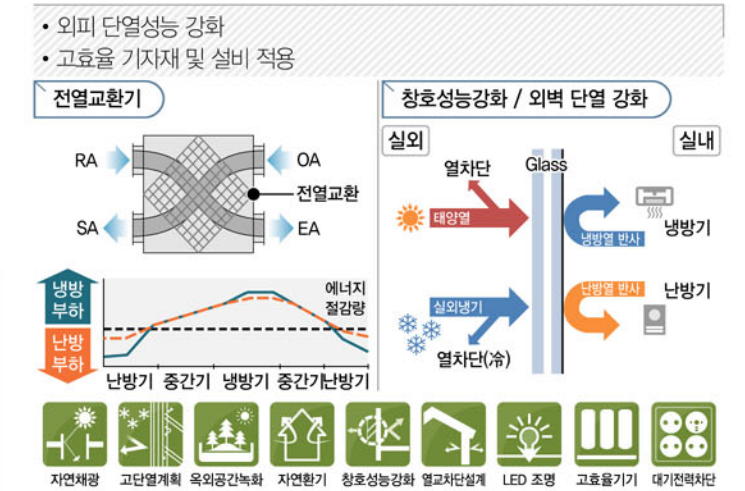 • 외피 단열성능 강화
• 고효율 기자재 및 설비 적용
전열교환기
RA
OA
전열교환
SA
EA
냉방
부하
난방
부하
에너지
절감량
난방기 중간기 냉방기 중간기 난방기
창호성능강화 / 외벽 단열 강화
실외
실내
Glass
열차단
태양열
냉방열 반사
냉방기
실외냉기
난방열 반사
난방기
열차단(冷)
자연채광 고단열계획 옥외공간녹화 자연환기 창호성능강화 열교차단설계 LED 조명 고효율기기 대기전력차단